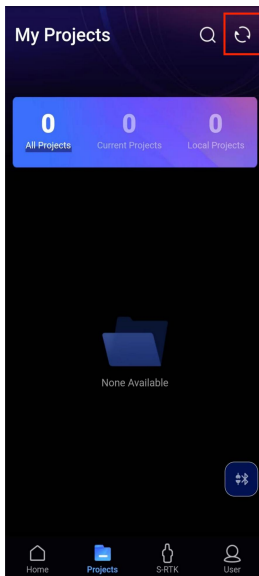 My Projects
0 0 0
All Projects Current Projects Local Projects
None Available
Home Projects S-RTK User